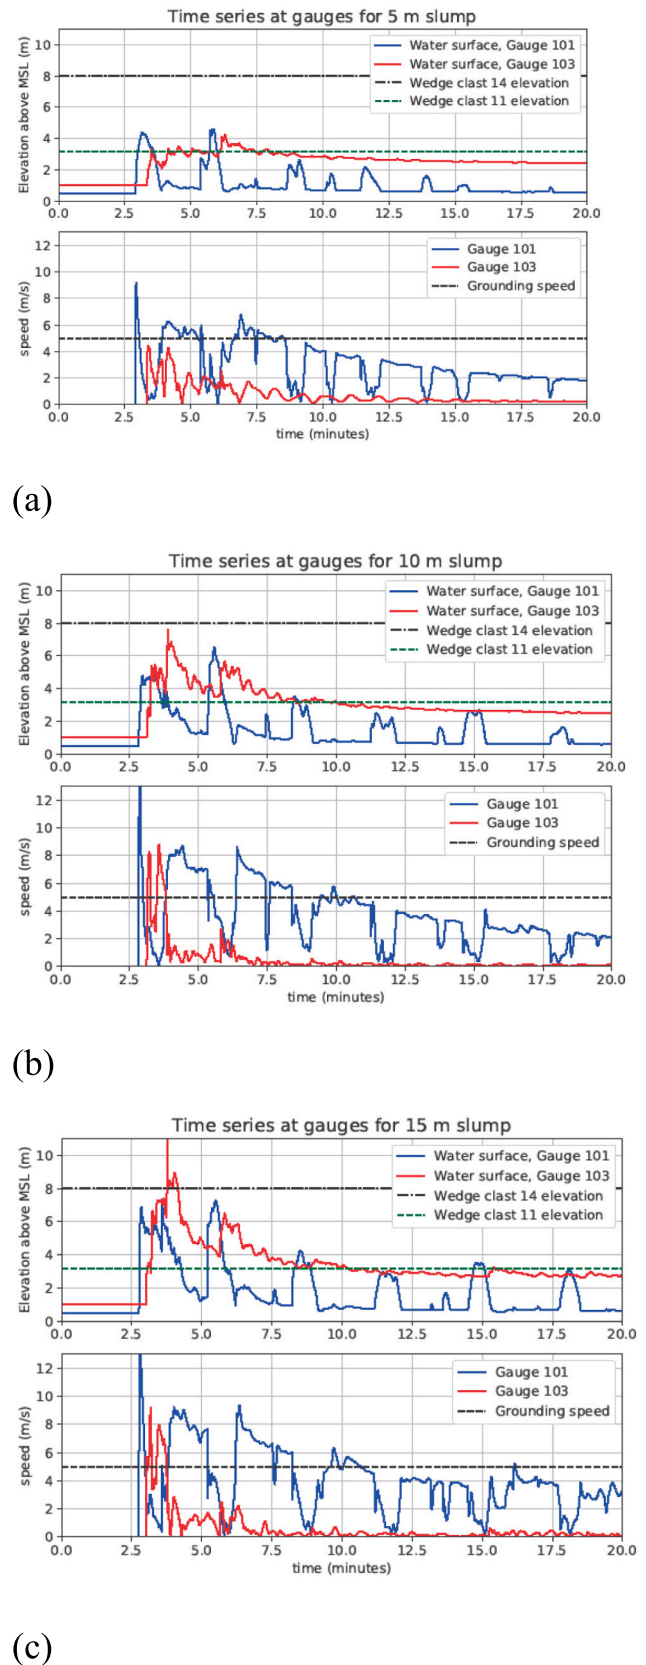 Time series at gauges for 5 m slump
Elevation above MSL (m)
10
8
6
4
2
0
Water surface, Gauge 101
Water surface, Gauge 103
Wedge clast 14 elevation
Wedge clast 11 elevation
0.0 2.5 5.0 7.5 10.0 12.5 15.0 17.5 20.0
speed (m/s)
12
10
8
6
4
2
0
Gauge 101
Gauge 103
Grounding speed
0.0 2.5 5.0 7.5 10.0 12.5 15.0 17.5 20.0
time (minutes)
(a)
Time series at gauges for 10 m slump
Elevation above MSL (m)
10
8
6
4
2
0
Water surface, Gauge 101
Water surface, Gauge 103
Wedge clast 14 elevation
Wedge clast 11 elevation
0.0 2.5 5.0 7.5 10.0 12.5 15.0 17.5 20.0
speed (m/s)
12
10
8
6
4
2
0
Gauge 101
Gauge 103
Grounding speed
0.0 2.5 5.0 7.5 10.0 12.5 15.0 17.5 20.0
time (minutes)
(b)
Time series at gauges for 15 m slump
Elevation above MSL (m)
10
8
6
4
2
0
Water surface, Gauge 101
Water surface, Gauge 103
Wedge clast 14 elevation
Wedge clast 11 elevation
0.0 2.5 5.0 7.5 10.0 12.5 15.0 17.5 20.0
speed (m/s)
12
10
8
6
4
2
0
Gauge 101
Gauge 103
Grounding speed
0.0 2.5 5.0 7.5 10.0 12.5 15.0 17.5 20.0
time (minutes)
(c)